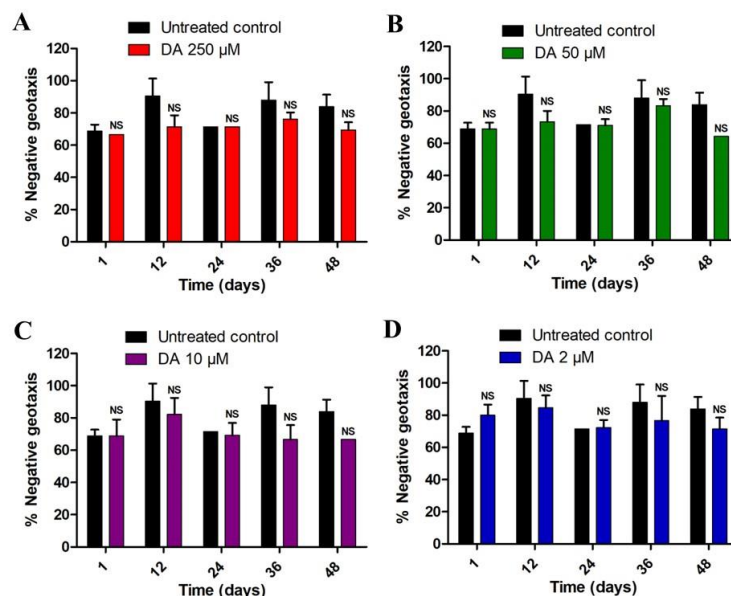 A
Untreated control
DA 250 µM
% Negative geotaxis
120
100
80
60
40
20
0
NS
NS
NS
NS
NS
1
12
24
36
48
Time (days)
B
Untreated control
DA 50 µM
% Negative geotaxis
120
100
80
60
40
20
0
NS
NS
NS
NS
NS
1
12
24
36
48
Time (days)
C
Untreated control
DA 10 µM
% Negative geotaxis
120
100
80
60
40
20
0
NS
NS
NS
NS
NS
1
12
24
36
48
Time (days)
D
Untreated control
DA 2 µM
% Negative geotaxis
120
100
80
60
40
20
0
NS
NS
NS
NS
NS
1
12
24
36
48
Time (days)